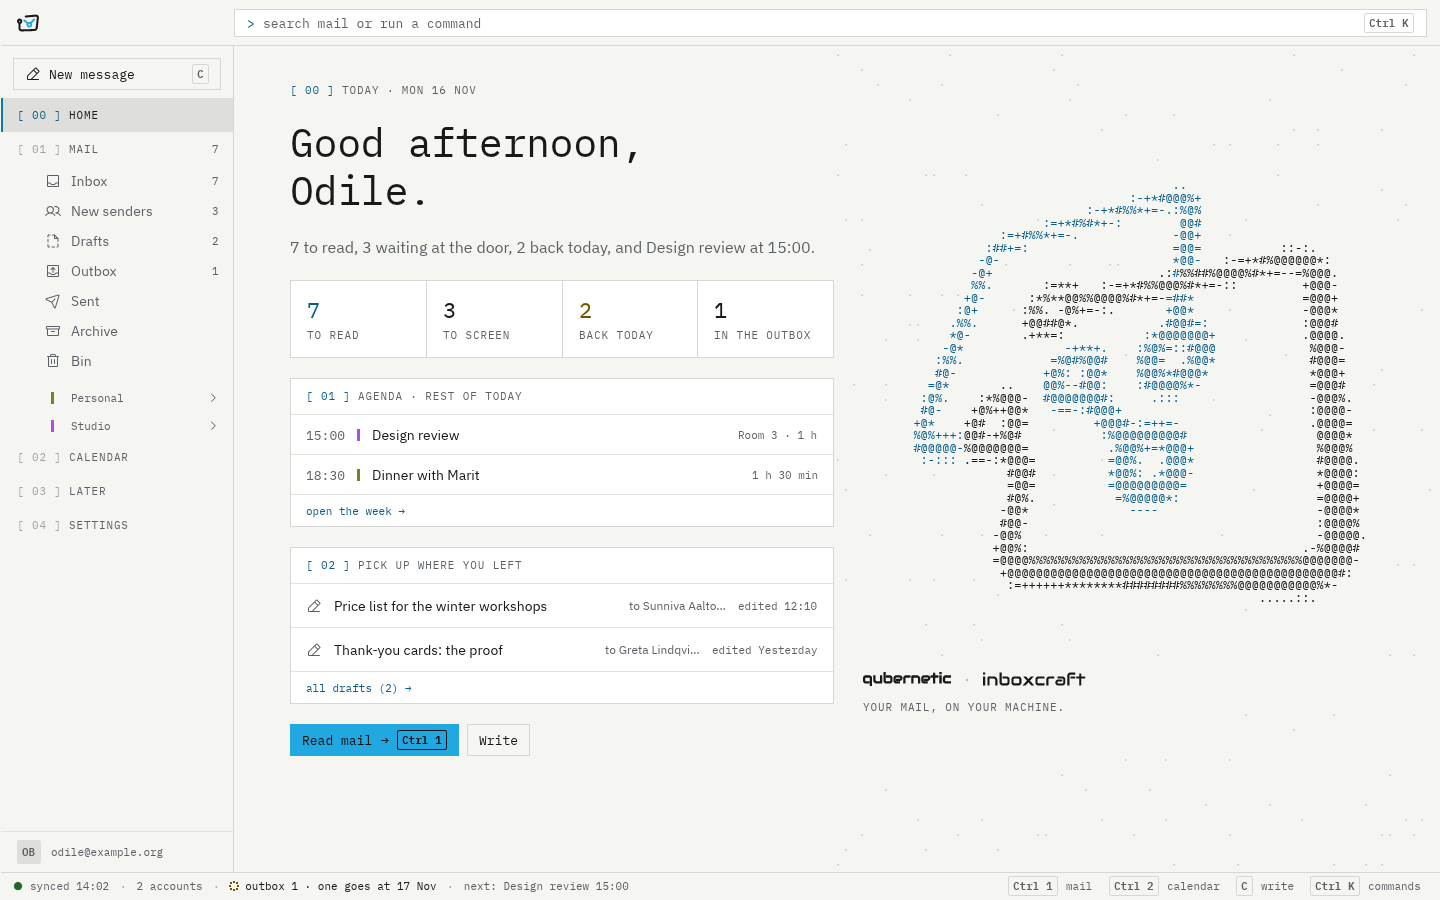 > search mail or run a command
Ctrl K
New message
C
[ 00 ] HOME
[ 01 ] MAIL 7
Inbox 7
New senders 3
Drafts 2
Outbox 1
Sent
Archive
Bin
Personal
Studio
[ 02 ] CALENDAR
[ 03 ] LATER
[ 04 ] SETTINGS
OB odile@example.org
[ 00 ] TODAY · MON 16 NOV
Good afternoon,
Odile.
7 to read, 3 waiting at the door, 2 back today, and Design review at 15:00.
7 3 2 1
TO READ TO SCREEN BACK TODAY IN THE OUTBOX
[ 01 ] AGENDA · REST OF TODAY
15:00 Design review Room 3 · 1 h
18:30 Dinner with Marit 1 h 30 min
open the week →
[ 02 ] PICK UP WHERE YOU LEFT
Price list for the winter workshops to Sunniva Aalto… edited 12:10
Thank-you cards: the proof to Greta Lindqvi… edited Yesterday
all drafts (2) →
Read mail → Ctrl 1 Write
qubernetic · inboxcraft
YOUR MAIL, ON YOUR MACHINE.
synced 14:02 · 2 accounts · outbox 1 · one goes at 17 Nov · next: Design review 15:00
Ctrl 1 mail Ctrl 2 calendar C write Ctrl K commands